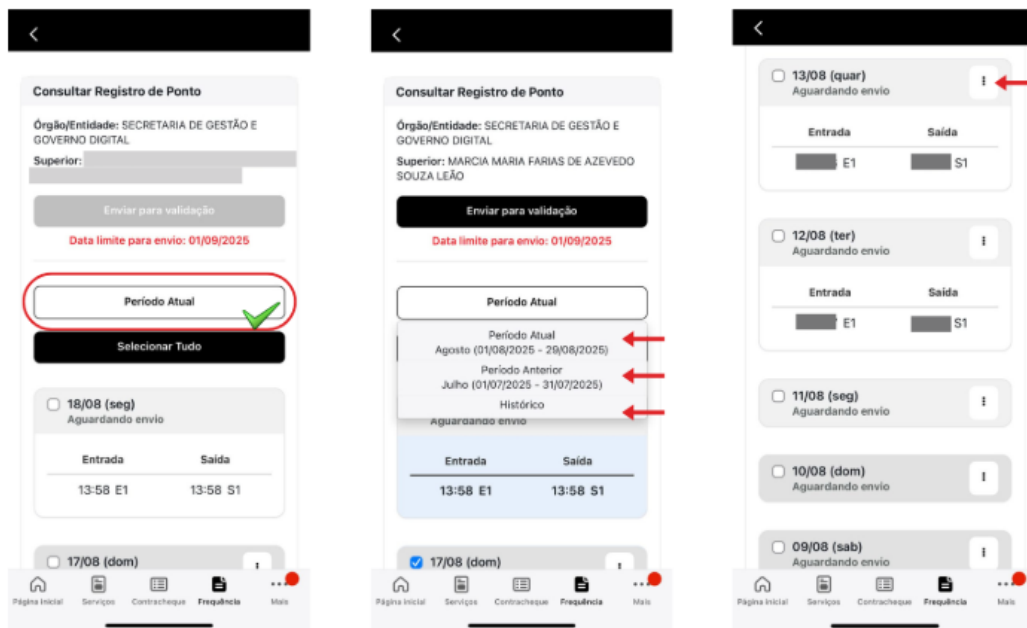 Consultar Registro de Ponto
Órgão/Entidade: SECRETARIA DE GESTÃO E
GOVERNO DIGITAL
Superior:
Enviar para validação
Data limite para envio: 01/09/2025
Período Atual
Selecionar Tudo
18/08 (seg)
Aguardando envio
Entrada Saída
13:58 E1 13:58 S1
17/08 (dom)
Página Inicial Serviços Contracheque Frequência Mais
Consultar Registro de Ponto
Órgão/Entidade: SECRETARIA DE GESTÃO E
GOVERNO DIGITAL
Superior: MARCIA MARIA FARIAS DE AZEVEDO
SOUZA LEÃO
Enviar para validação
Data limite para envio: 01/09/2025
Período Atual
Período Atual
Agosto (01/08/2025 - 29/08/2025)
Período Anterior
Julho (01/07/2025 - 31/07/2025)
Histórico
Aguardando envio
Entrada Saída
13:58 E1 13:58 S1
17/08 (dom)
Página Inicial Serviços Contracheque Frequência Mais
13/08 (quar)
Aguardando envio
Entrada Saída
E1 S1
12/08 (ter)
Aguardando envio
Entrada Saída
E1 S1
11/08 (seg)
Aguardando envio
10/08 (dom)
Aguardando envio
09/08 (sab)
Aguardando envio
Página Inicial Serviços Contracheque Frequência Mais